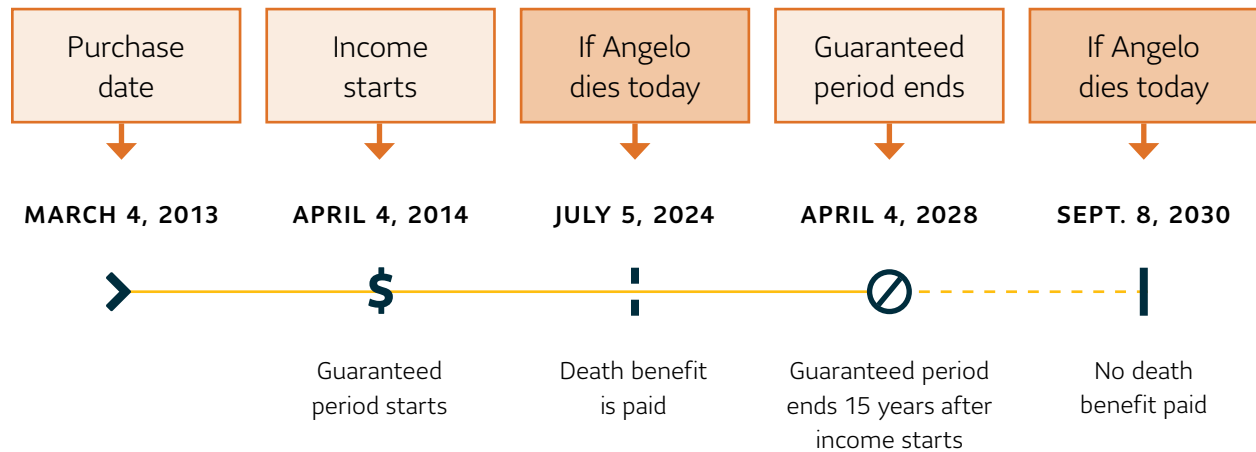 Purchase
date
Income
starts
If Angelo
dies today
Guaranteed
period ends
If Angelo
dies today
MARCH 4, 2013
APRIL 4, 2014
JULY 5, 2024
APRIL 4, 2028
SEPT. 8, 2030
$
Guaranteed
period starts
Death benefit
is paid
Guaranteed period
ends 15 years after
income starts
No death
benefit paid